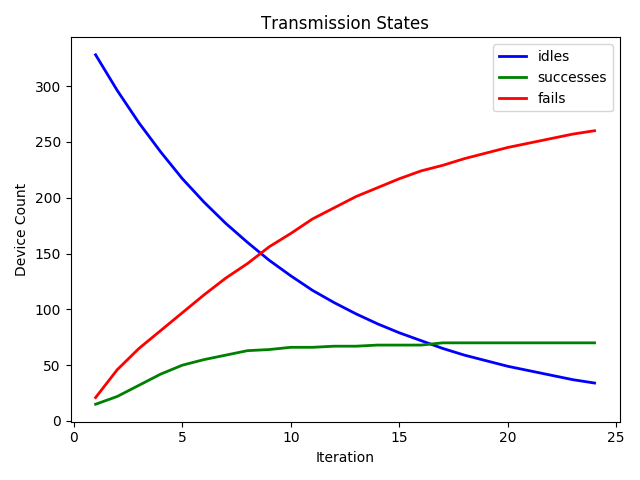 Transmission States
Device Count
300
250
200
150
100
50
0
idles
successes
fails
0 5 10 15 20 25
Iteration